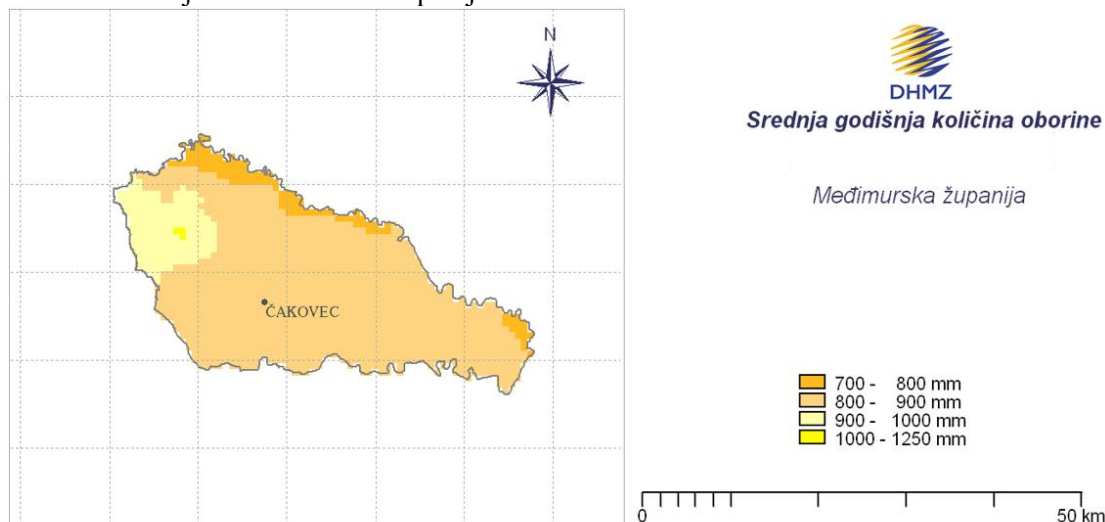 N
ČAKOVEC
DHMZ
Srednja godišnja količina oborine
Međimurska županija
700 - 800 mm
800 - 900 mm
900 - 1000 mm
1000 - 1250 mm
0 50 km